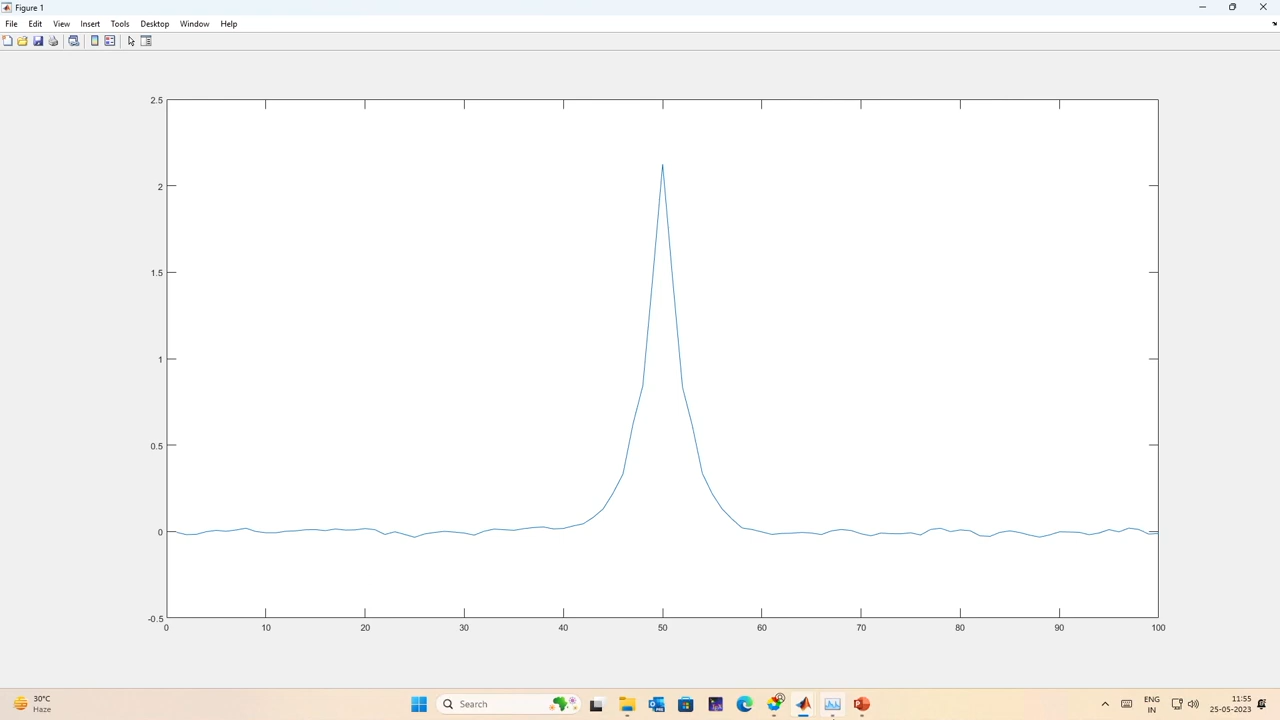 Figure 1
File Edit View Insert Tools Desktop Window Help
2.5
2
1.5
1
0.5
0
-0.5
0 10 20 30 40 50 60 70 80 90 100
30°C
Haze
Search
ENG
IN
11:55
25-05-2023